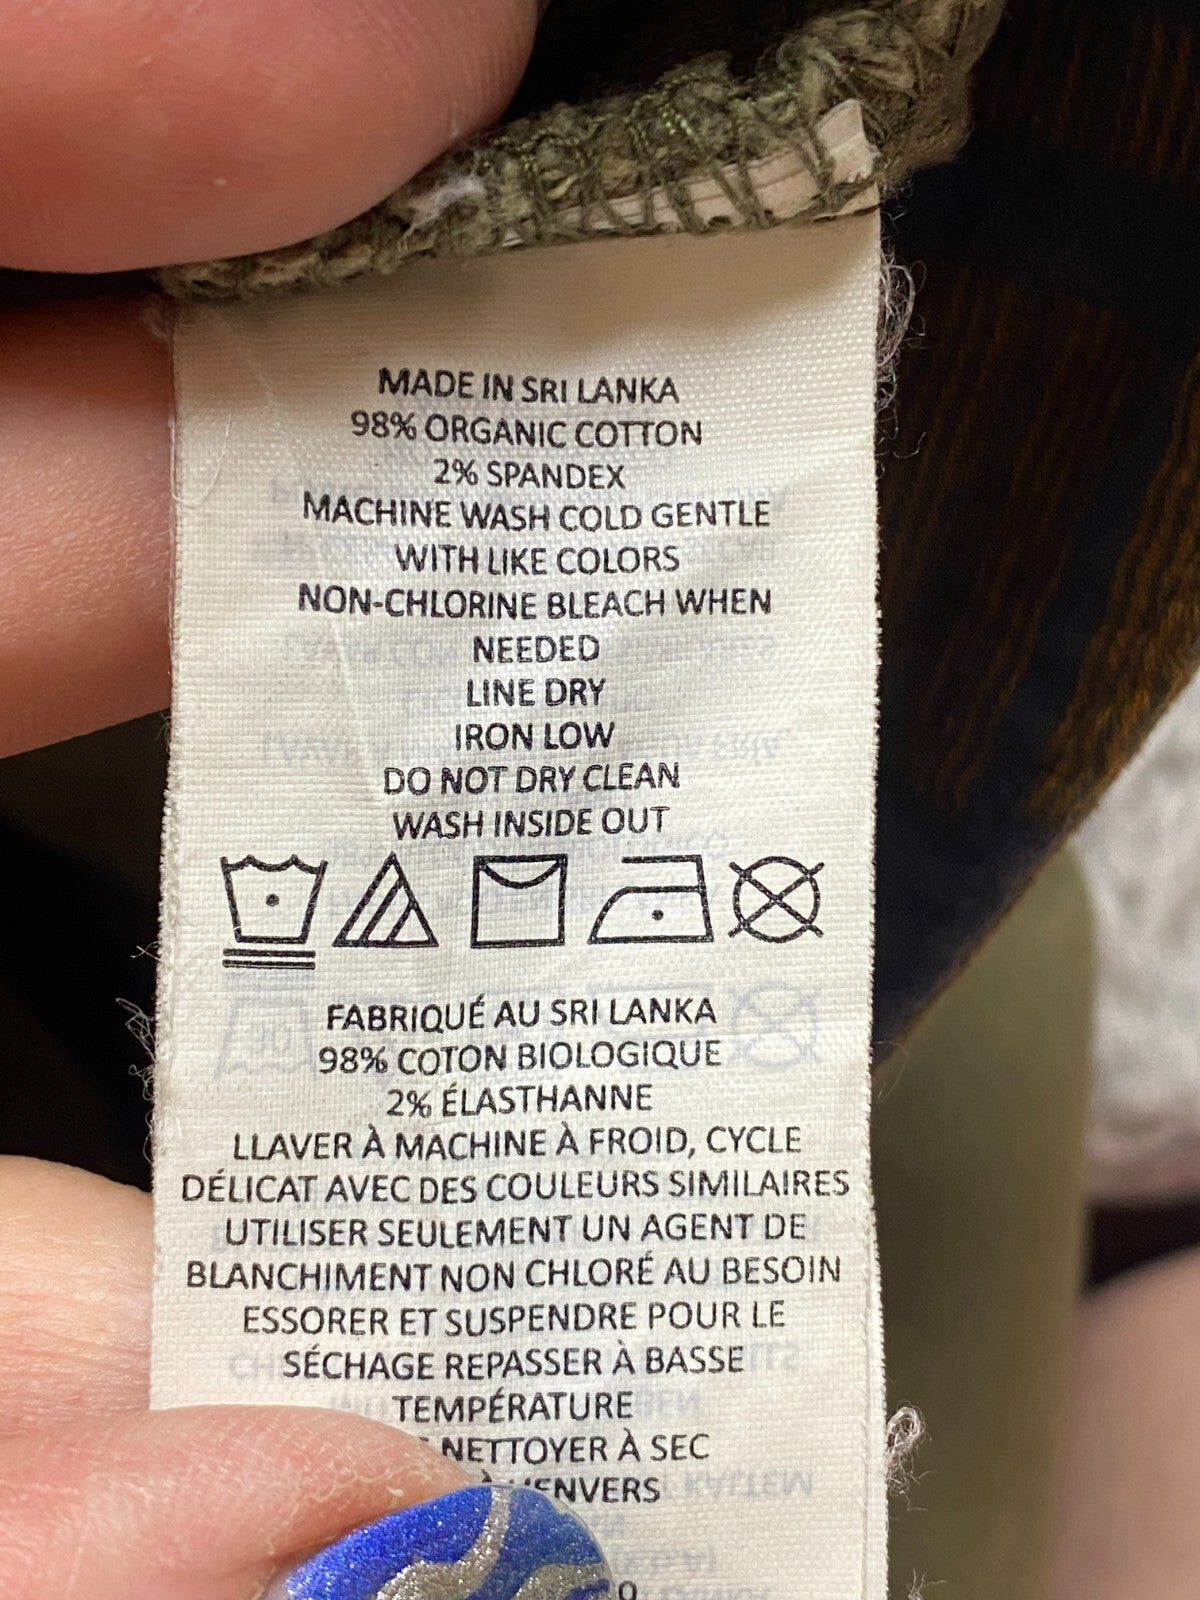 MADE IN SRI LANKA
98% ORGANIC COTTON
2% SPANDEX
MACHINE WASH COLD GENTLE
WITH LIKE COLORS
NON-CHLORINE BLEACH WHEN
NEEDED
LINE DRY
IRON LOW
DO NOT DRY CLEAN
WASH INSIDE OUT
FABRIQUÉ AU SRI LANKA
98% COTON BIOLOGIQUE
2% ÉLASTHANNE
LLAVER À MACHINE À FROID, CYCLE
DÉLICAT AVEC DES COULEURS SIMILAIRES
UTILISER SEULEMENT UN AGENT DE
BLANCHIMENT NON CHLORÉ AU BESOIN
ESSORER ET SUSPENDRE POUR LE
SÉCHAGE REPASSER À BASSE
TEMPÉRATURE
NETTOYER À SEC
À L'ENVERS